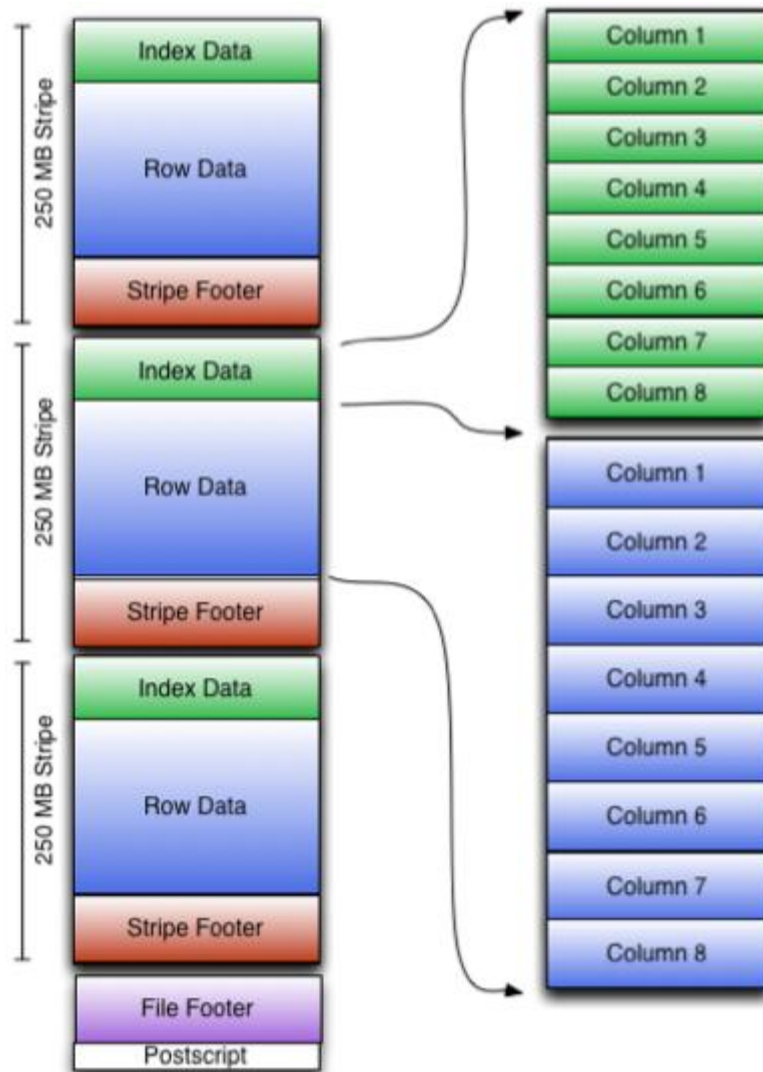 250 MB Stripe
Index Data
Row Data
Stripe Footer
250 MB Stripe
Index Data
Row Data
Stripe Footer
250 MB Stripe
Index Data
Row Data
Stripe Footer
File Footer
Postscript
Column 1
Column 2
Column 3
Column 4
Column 5
Column 6
Column 7
Column 8
Column 1
Column 2
Column 3
Column 4
Column 5
Column 6
Column 7
Column 8